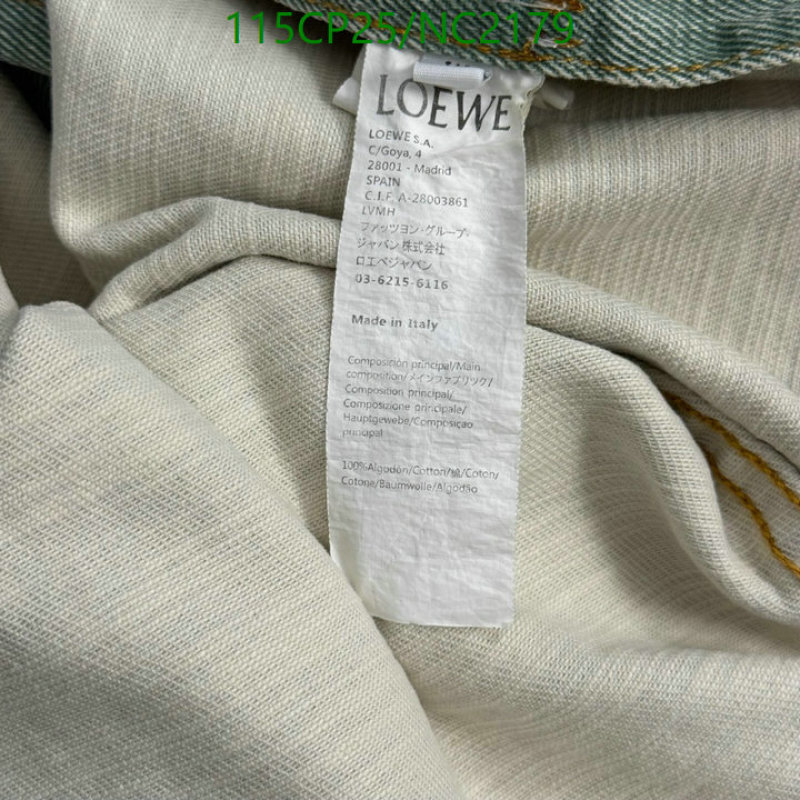 115CP25/NC2179
LOEWE
LOEWE S.A.
C/Goya, 4
28001 - Madrid
SPAIN
C.I.F. A-28003861
LVMH
ファッツヨン·グループ·
ジャパン株式会社
ロエベジャパン
03-6215-6116
Made in Italy
Composición principal/Main
composition/メインファブリック/
Composition principal/
Composizione principale/
Hauptgewebe/Composiçao
principal
100%Algodón/Cotton/綿/Coton/
Cotone/Baumwolle/Algodão